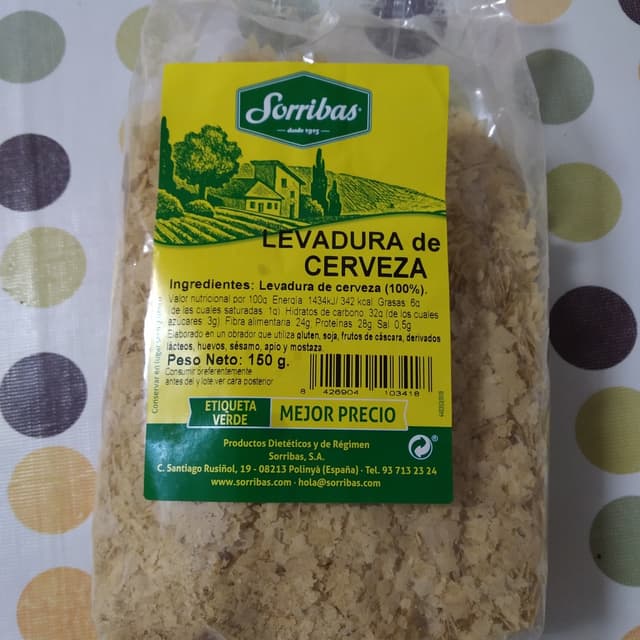 Sorribas
desde 1915
LEVADURA de
CERVEZA
Ingredientes: Levadura de cerveza (100%).
Valor nutricional por 100g Energía 1434kJ/ 342 kcal Grasas 6g
de las cuales saturadas 1g) Hidratos de carbono 32g (de los cuales
azúcares 3g) Fibra alimentaria 24g, Proteínas 28g Sal 0,5g
Elaborado en un obrador que utiliza gluten, soja, frutos de cáscara, derivados
lácteos, huevos, sésamo, apio y mostaza.
Peso Neto: 150 g.
Consumir preferentemente
antes del y lote:ver cara posterior
8 426904 103418
Conservar en lugar
ETIQUETA
VERDE
MEJOR PRECIO
Productos Dietéticos y de Régimen
Sorribas, S.A.
C. Santiago Rusiñol, 19 - 08213 Polinyà (España) - Tel. 93 713 23 24
www.sorribas.com - hola@sorribas.com